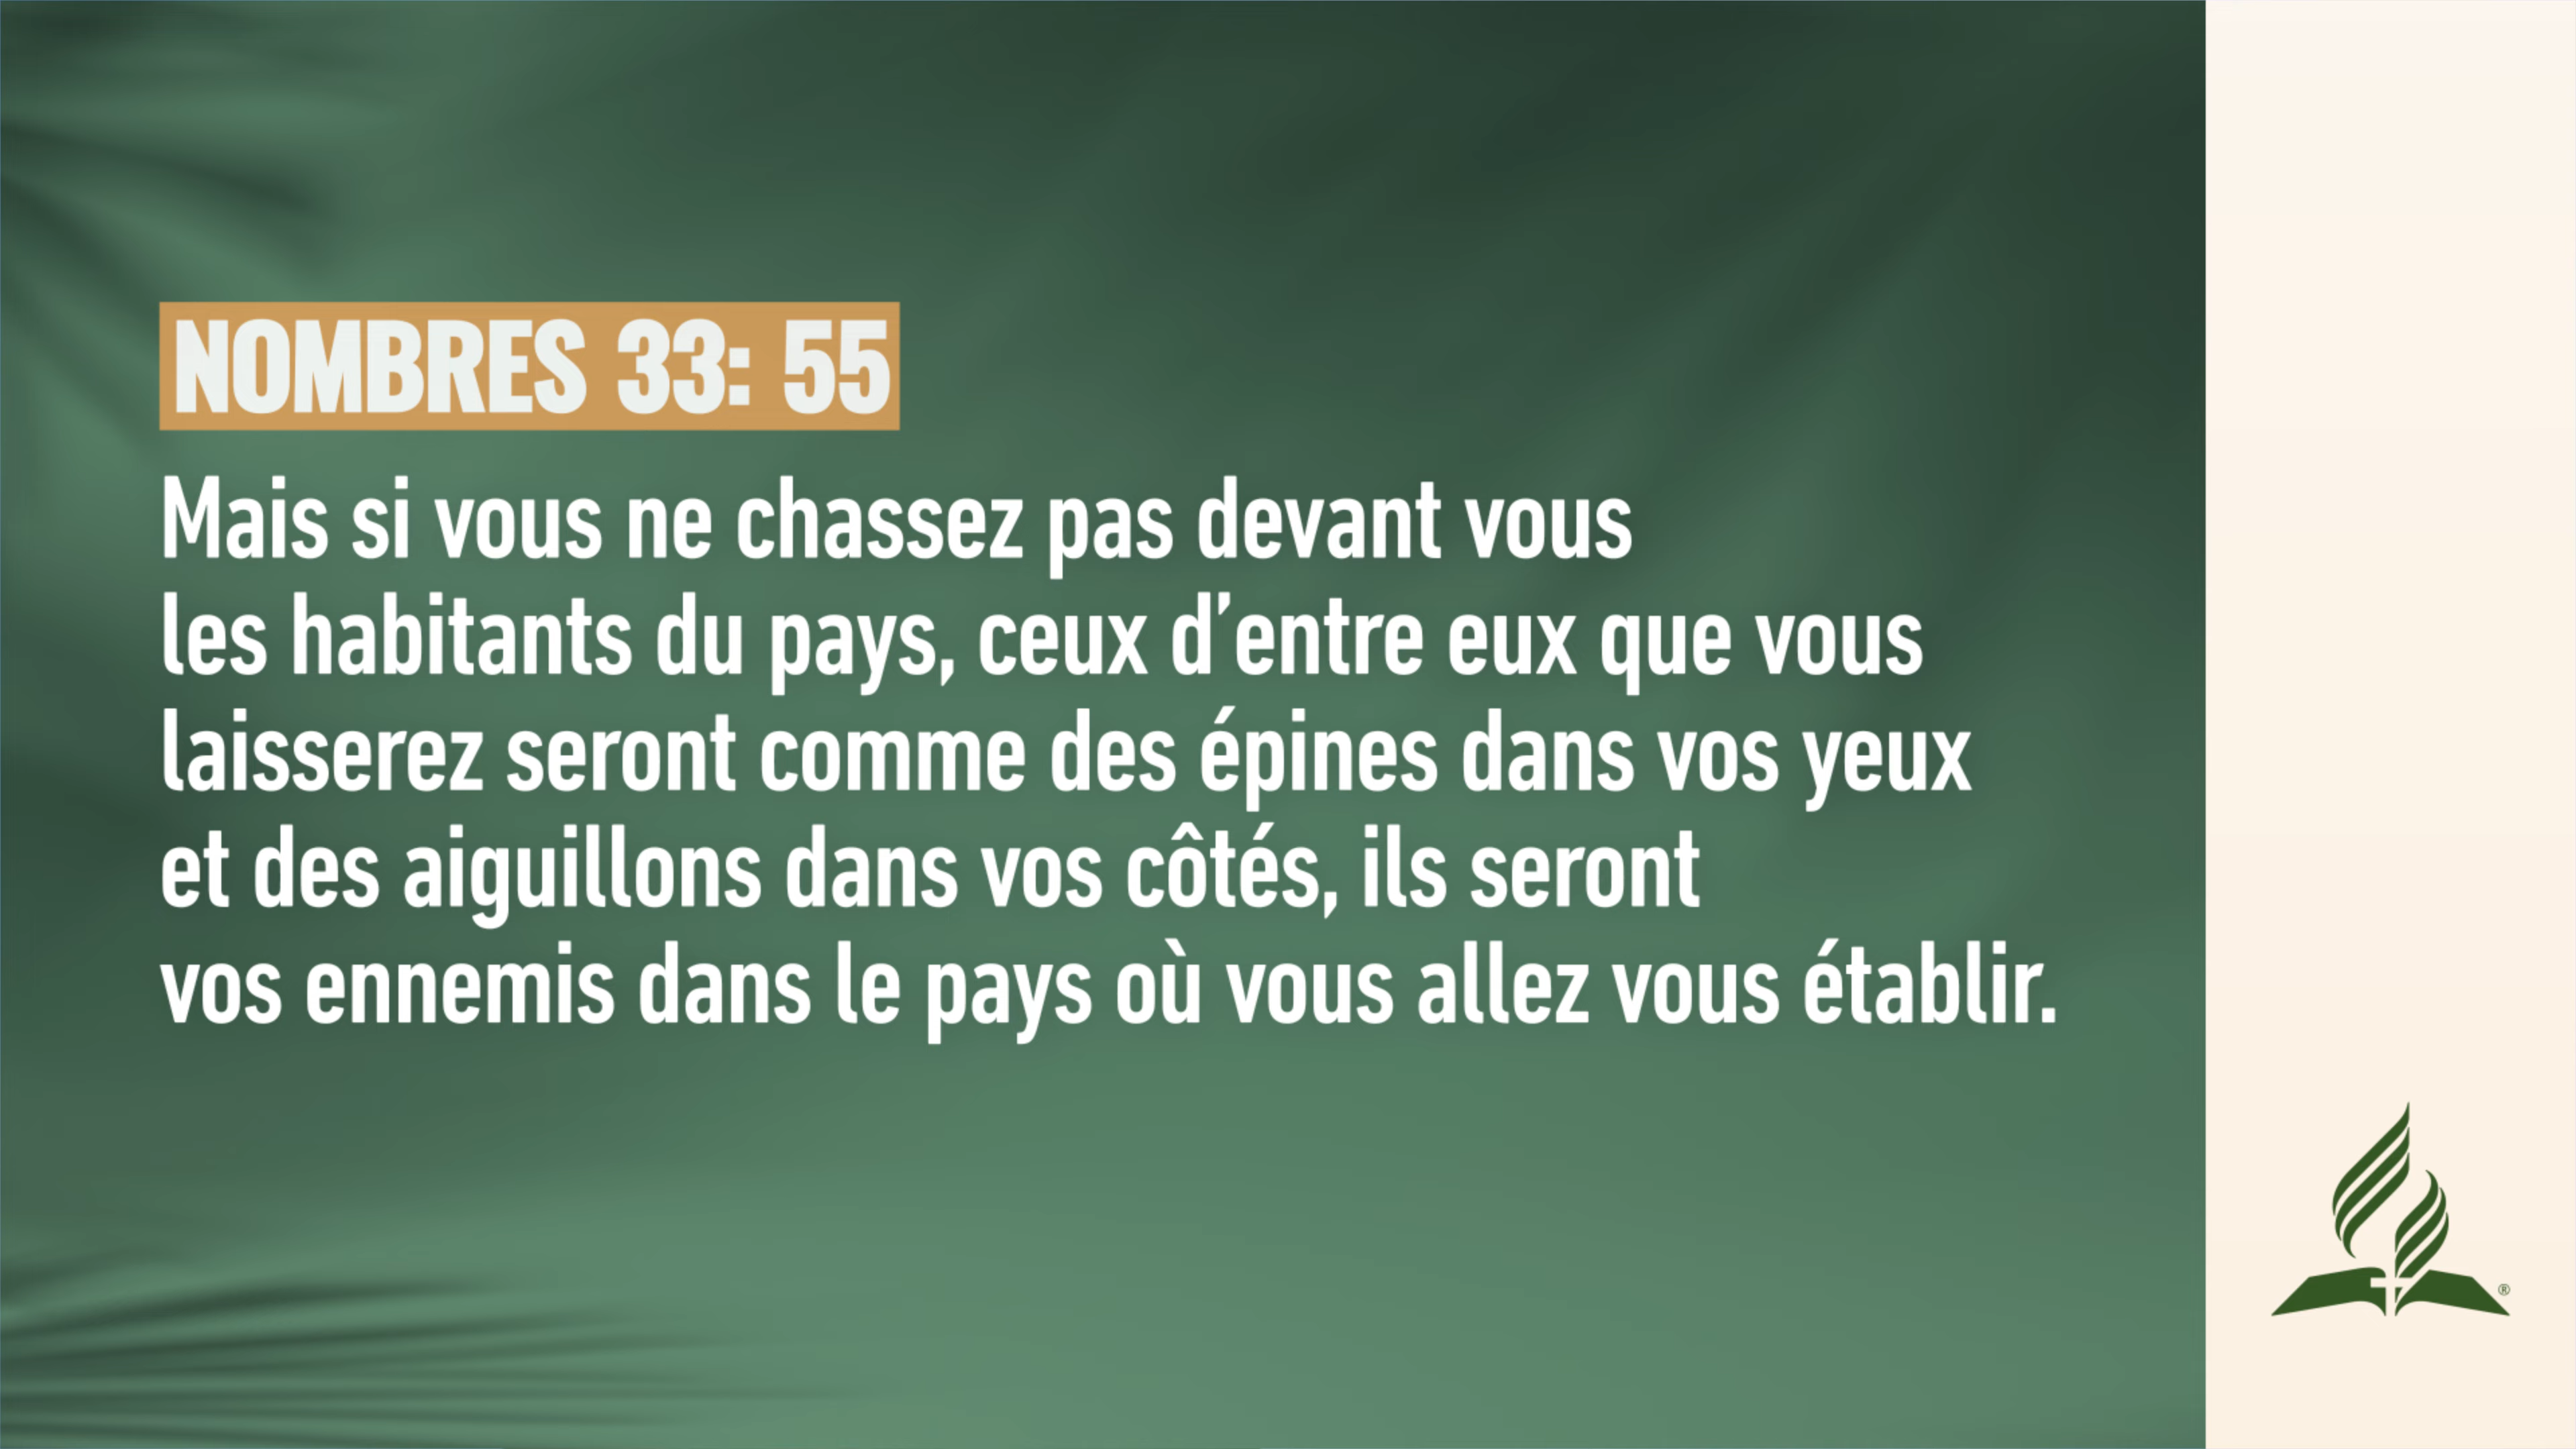 NOMBRES 33: 55
Mais si vous ne chassez pas devant vous
les habitants du pays, ceux d’entre eux que vous
laisserez seront comme des épines dans vos yeux
et des aiguillons dans vos côtés, ils seront
vos ennemis dans le pays où vous allez vous établir.
®